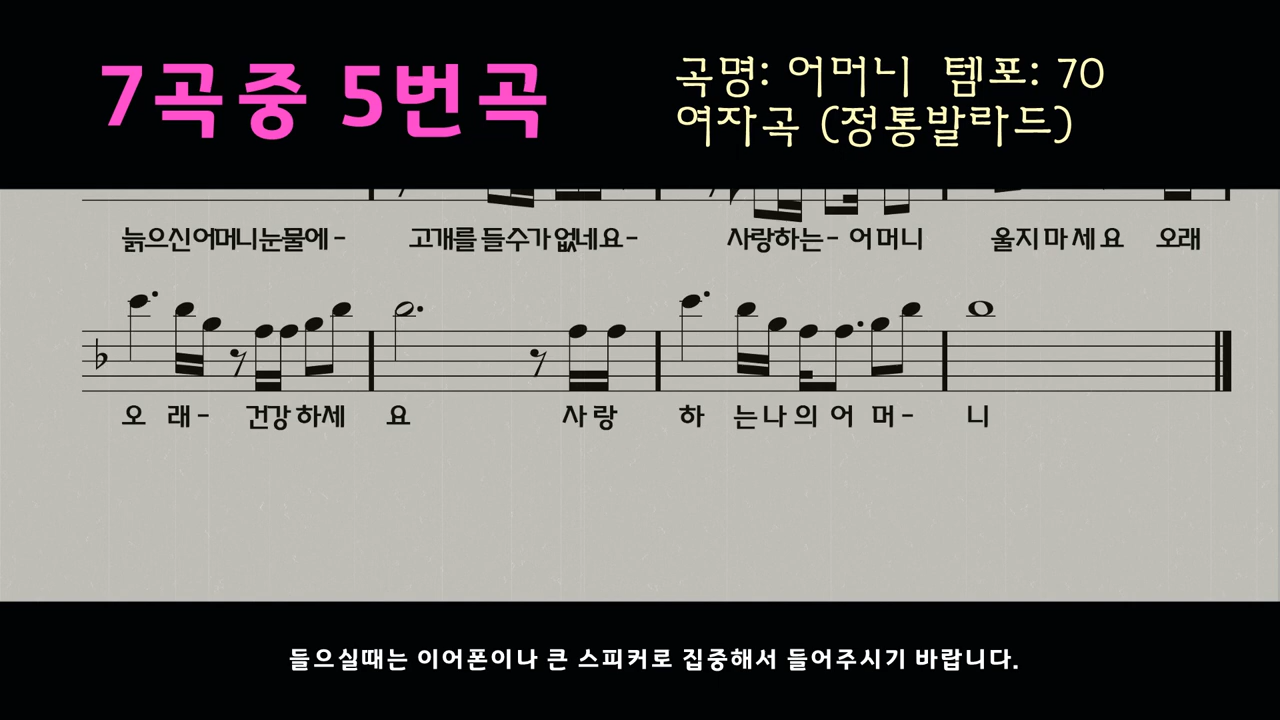 7곡중 5번곡
곡명: 어머니 템포: 70
여자곡 (정통발라드)
늙으신어머니눈물에- 고개를 들수가 없네요- 사랑하는- 어머니 울지마세요 오래
오 래- 건강하세 요 사랑 하 는나의 어 머- 니
들으실때는 이어폰이나 큰 스피커로 집중해서 들어주시기 바랍니다.